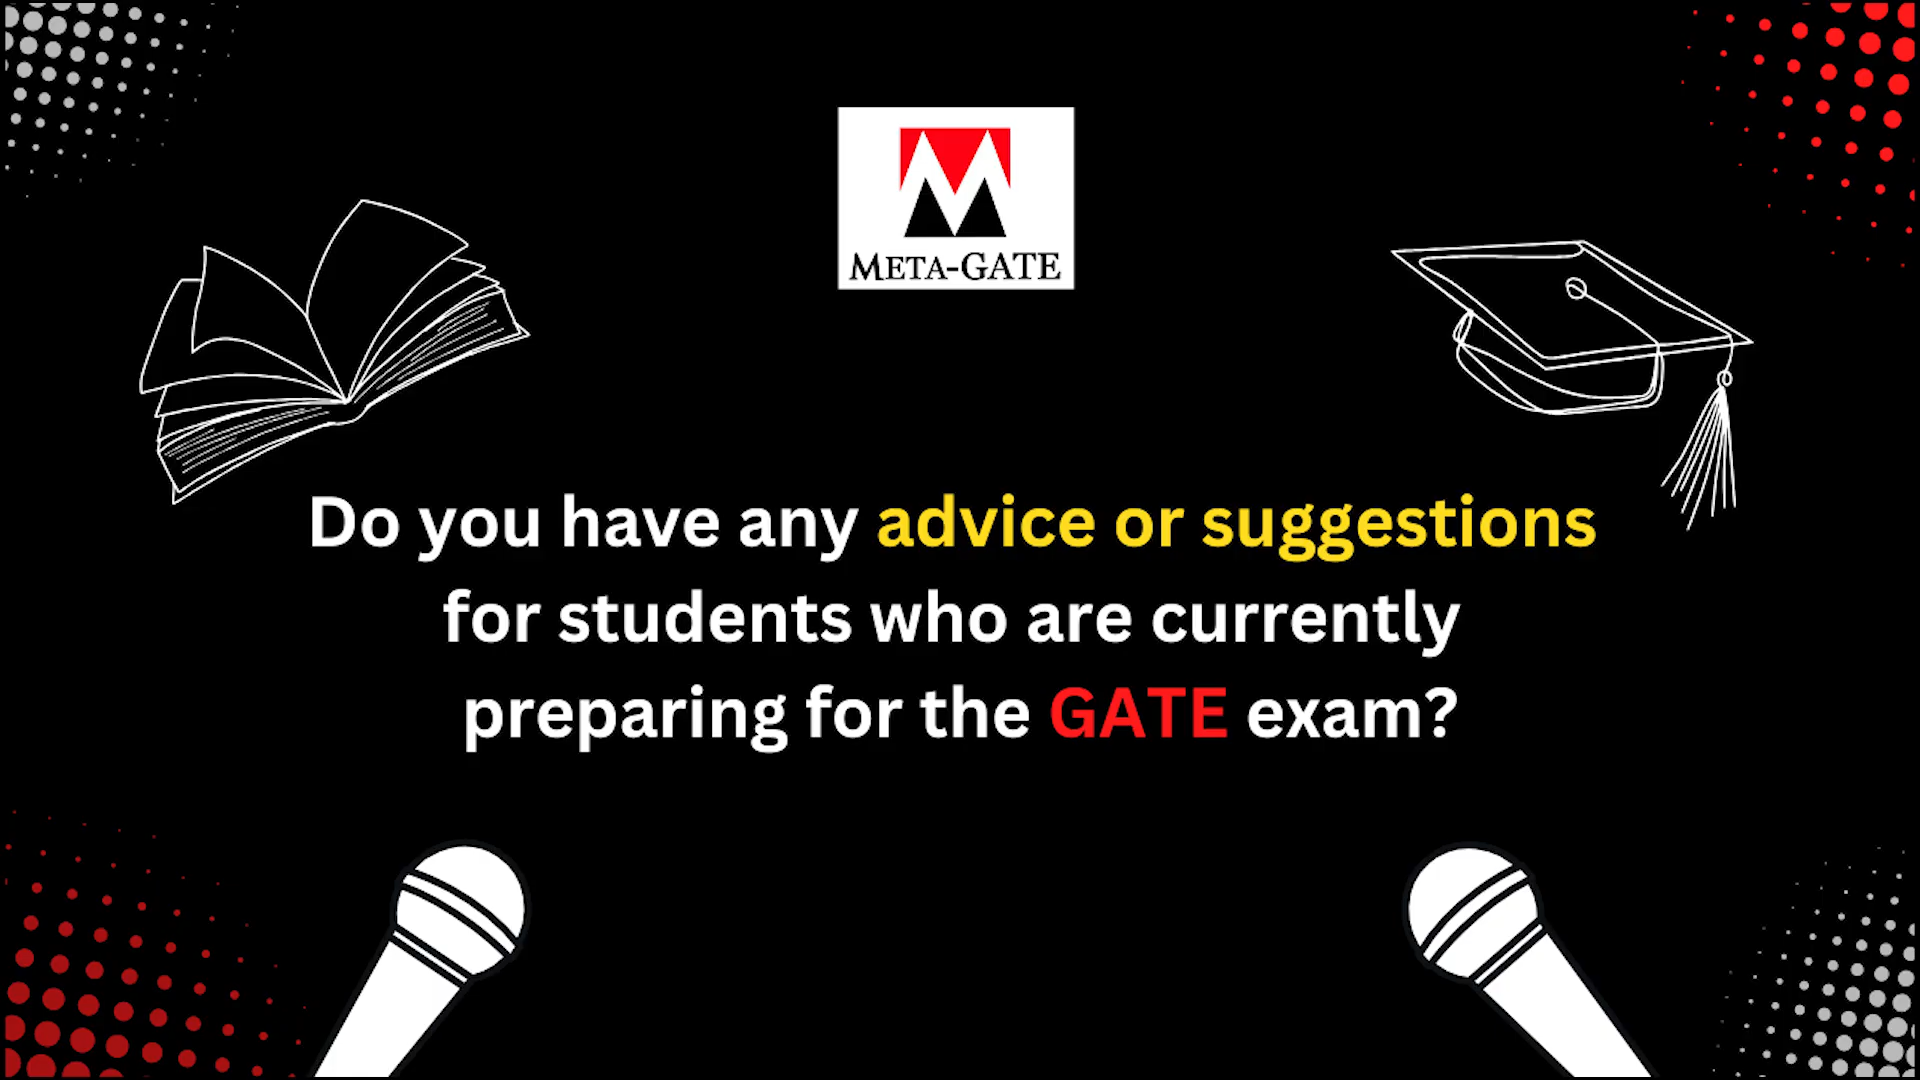 META-GATE
Do you have any advice or suggestions
for students who are currently
preparing for the GATE exam?